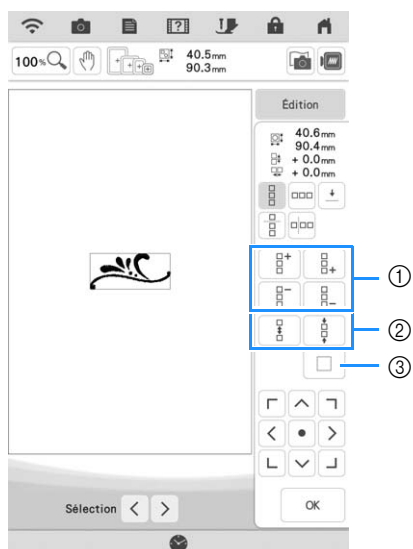 100% 40.5mm
90.3mm
Édition
40.6mm
90.4mm
+ 0.0mm
+ 0.0mm
①
②
③
Sélection
OK